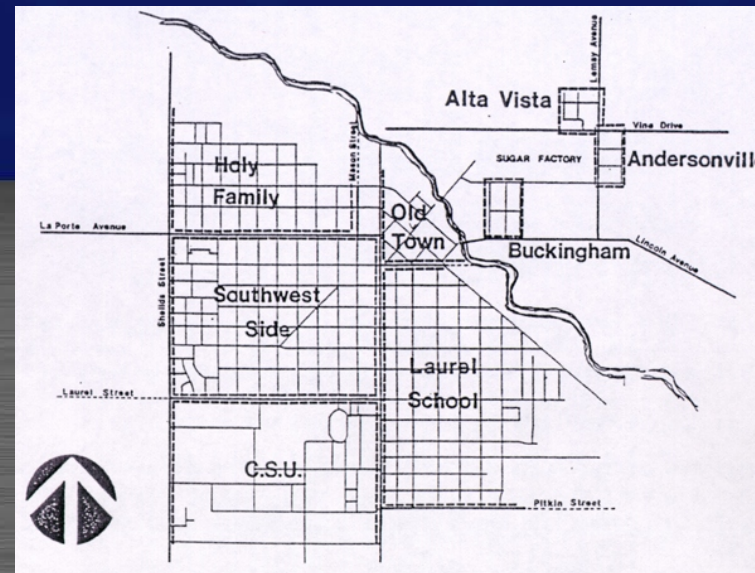 Lemay Avenue
Alta Vista
Vine Drive
Mason Street
SUGAR FACTORY
Andersonville
Holy
Family
Old
Town
La Porte Avenue
Buckingham
Lincoln Avenue
Shields Street
Southwest
Side
Laurel
School
Laurel Street
C.S.U.
Pitkin Street